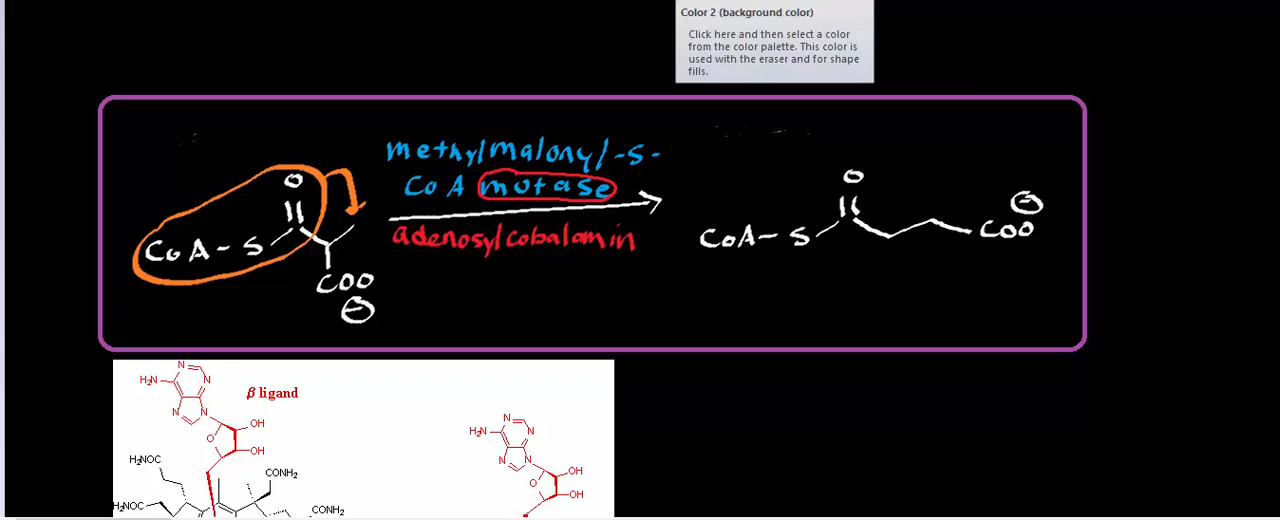 Color 2 (background color)
Click here and then select a color
from the color palette. This color is
used with the eraser and for shape
fills.
methylmalonyl-S-
CoA mutase
adenosylcobalamin
O
CoA-S
COO
⊖
O
CoA-S
COO
⊖
β ligand
H₂N
N
N
N
N
O
OH
OH
H₂NOC
CONH₂
H₂NOC
CONH₂
H₂N
N
N
N
N
O
OH
OH